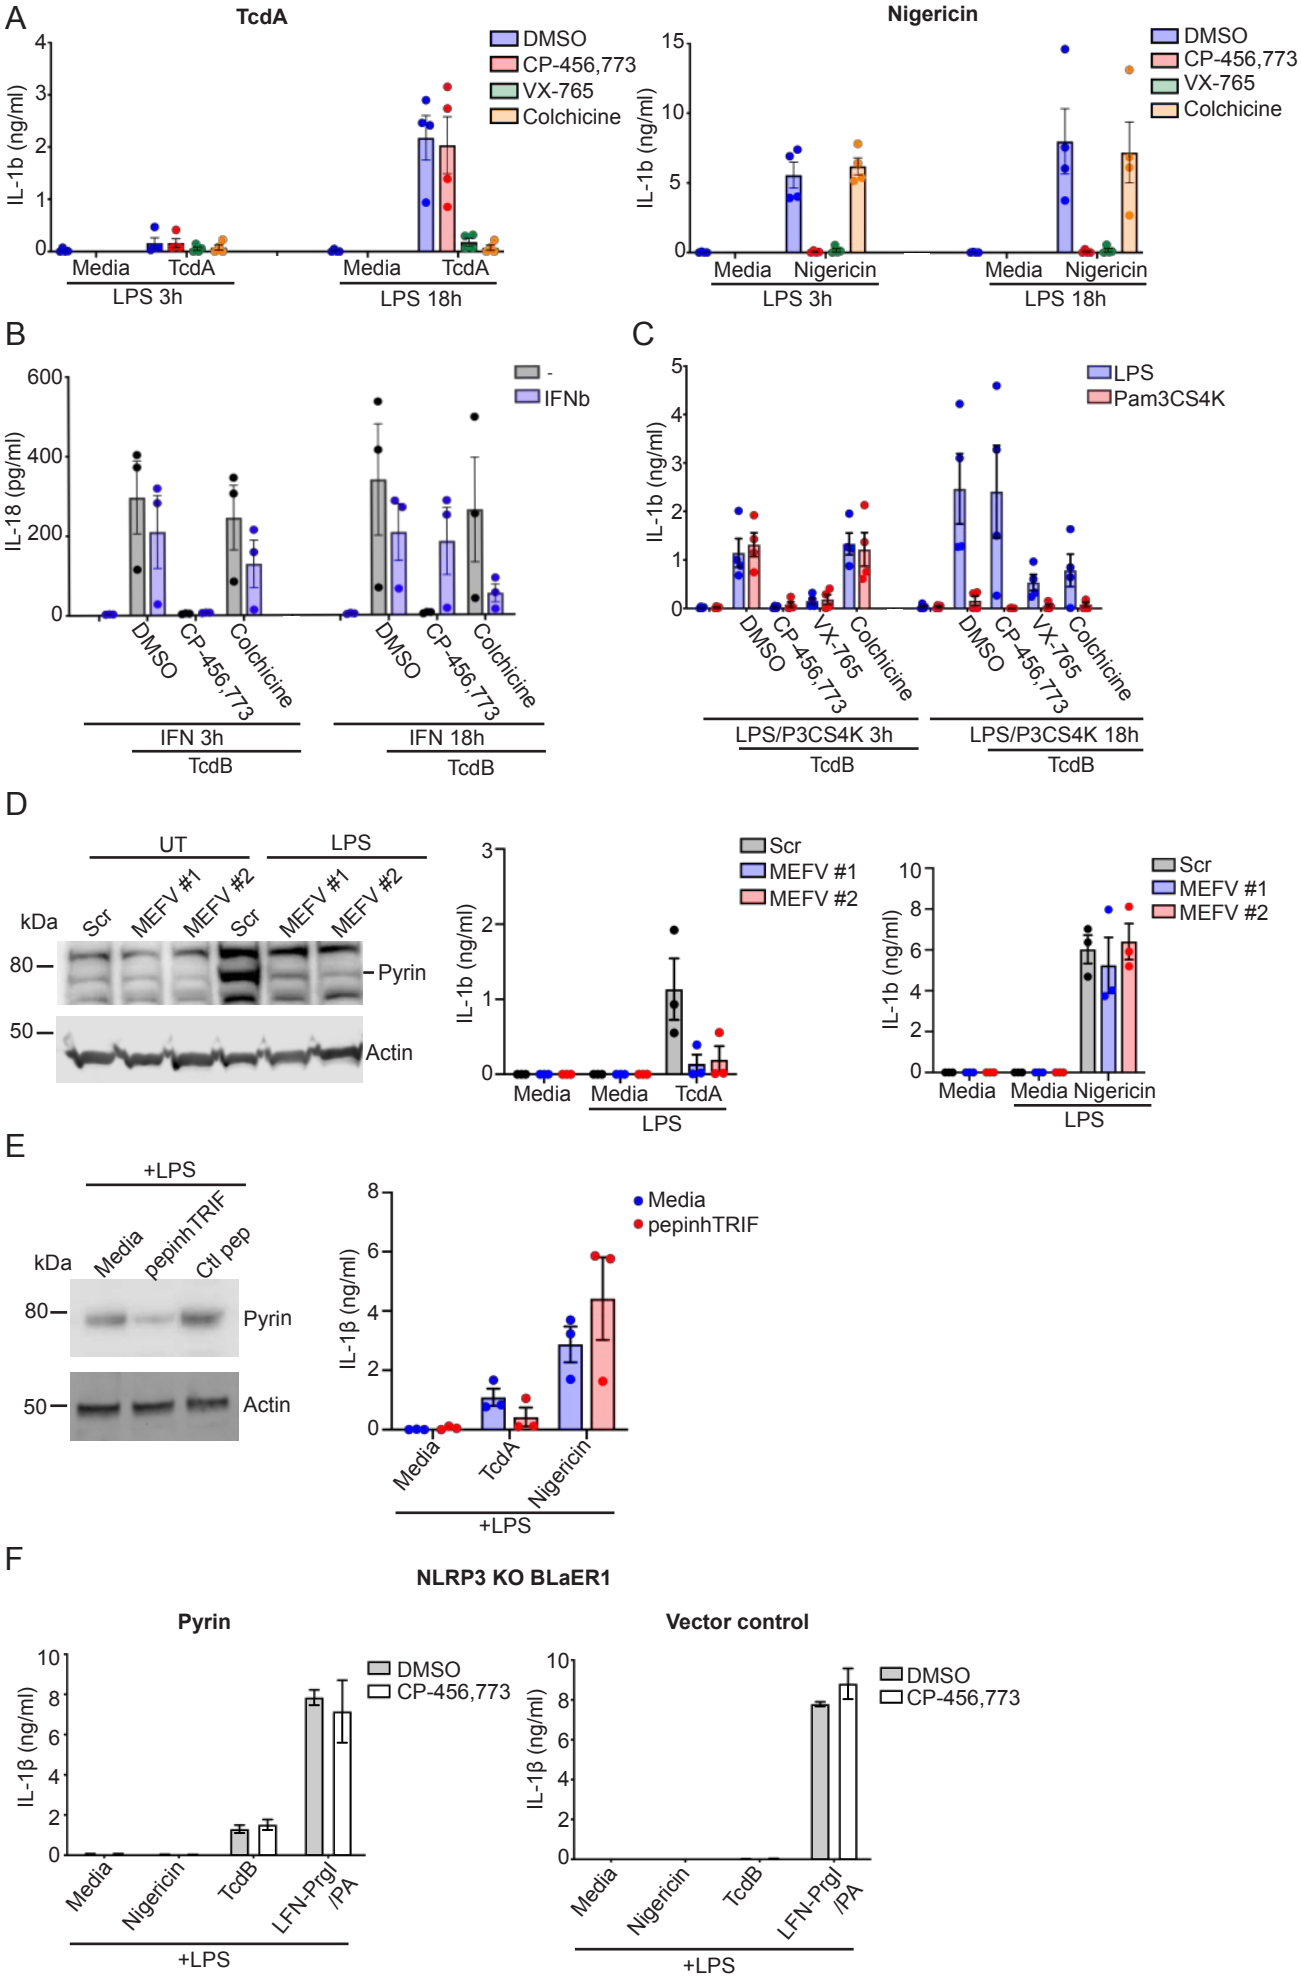 A
TcdA
IL-1b (ng/ml)
4
3
2
1
0
DMSO
CP-456,773
VX-765
Colchicine
Media
TcdA
Media
TcdA
LPS 3h
LPS 18h
Nigericin
IL-1b (ng/ml)
15
10
5
0
DMSO
CP-456,773
VX-765
Colchicine
Media
Nigericin
Media
Nigericin
LPS 3h
LPS 18h
B
IL-18 (pg/ml)
600
400
200
0
-
IFNb
DMSO
CP-456,773
Colchicine
DMSO
CP-456,773
Colchicine
IFN 3h
IFN 18h
TcdB
TcdB
C
IL-1b (ng/ml)
5
4
3
2
1
0
LPS
Pam3CS4K
DMSO
CP-456,773
VX-765
Colchicine
DMSO
CP-456,773
VX-765
Colchicine
LPS/P3CS4K 3h
LPS/P3CS4K 18h
TcdB
TcdB
D
UT
LPS
kDa
Scr
MEFV #1
MEFV #2
Scr
MEFV #1
MEFV #2
80
Pyrin
50
Actin
IL-1b (ng/ml)
3
2
1
0
Scr
MEFV #1
MEFV #2
Media
Media
TcdA
LPS
IL-1b (ng/ml)
10
8
6
4
2
0
Scr
MEFV #1
MEFV #2
Media
Media
Nigericin
LPS
E
+LPS
kDa
Media
pepinhTRIF
Ctl pep
80
Pyrin
50
Actin
IL-1β (ng/ml)
8
6
4
2
0
Media
pepinhTRIF
Media
TcdA
Nigericin
+LPS
F
NLRP3 KO BLaER1
Pyrin
IL-1β (ng/ml)
10
8
6
4
2
0
DMSO
CP-456,773
Media
Nigericin
TcdB
LFN-PrgI
/PA
+LPS
Vector control
IL-1β (ng/ml)
10
8
6
4
2
0
DMSO
CP-456,773
Media
Nigericin
TcdB
LFN-PrgI
/PA
+LPS